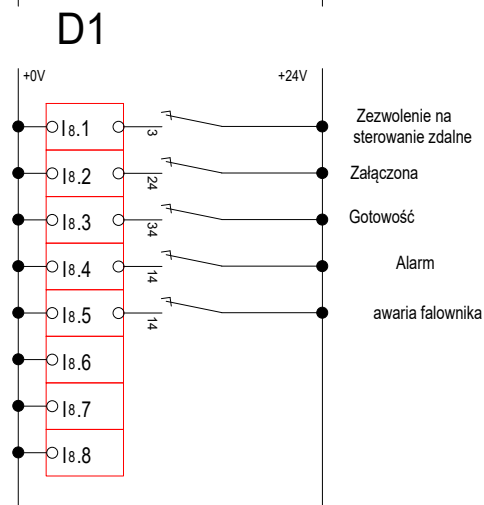 D1
+0V +24V
I8.1 3 Zezwolenie na
sterowanie zdalne
I8.2 24 Załączona
I8.3 34 Gotowość
I8.4 14 Alarm
I8.5 14 awaria falownika
I8.6
I8.7
I8.8